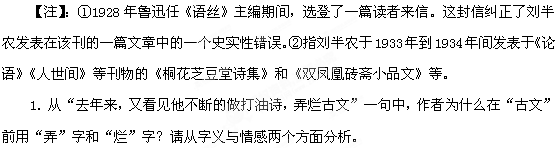 【注】：①1928年鲁迅任《语丝》主编期间，选登了一篇读者来信。这封信纠正了刘半
农发表在该刊的一篇文章中的一个史实性错误。②指刘半农于1933年到1934年间发表于《论
语》《人世间》等刊物的《桐花芝豆堂诗集》和《双凤凰砖斋小品文》等。
1. 从“去年来，又看见他不断的做打油诗，弄烂古文”一句中，作者为什么在“古文”
前用“弄”字和“烂”字？请从字义与情感两个方面分析。